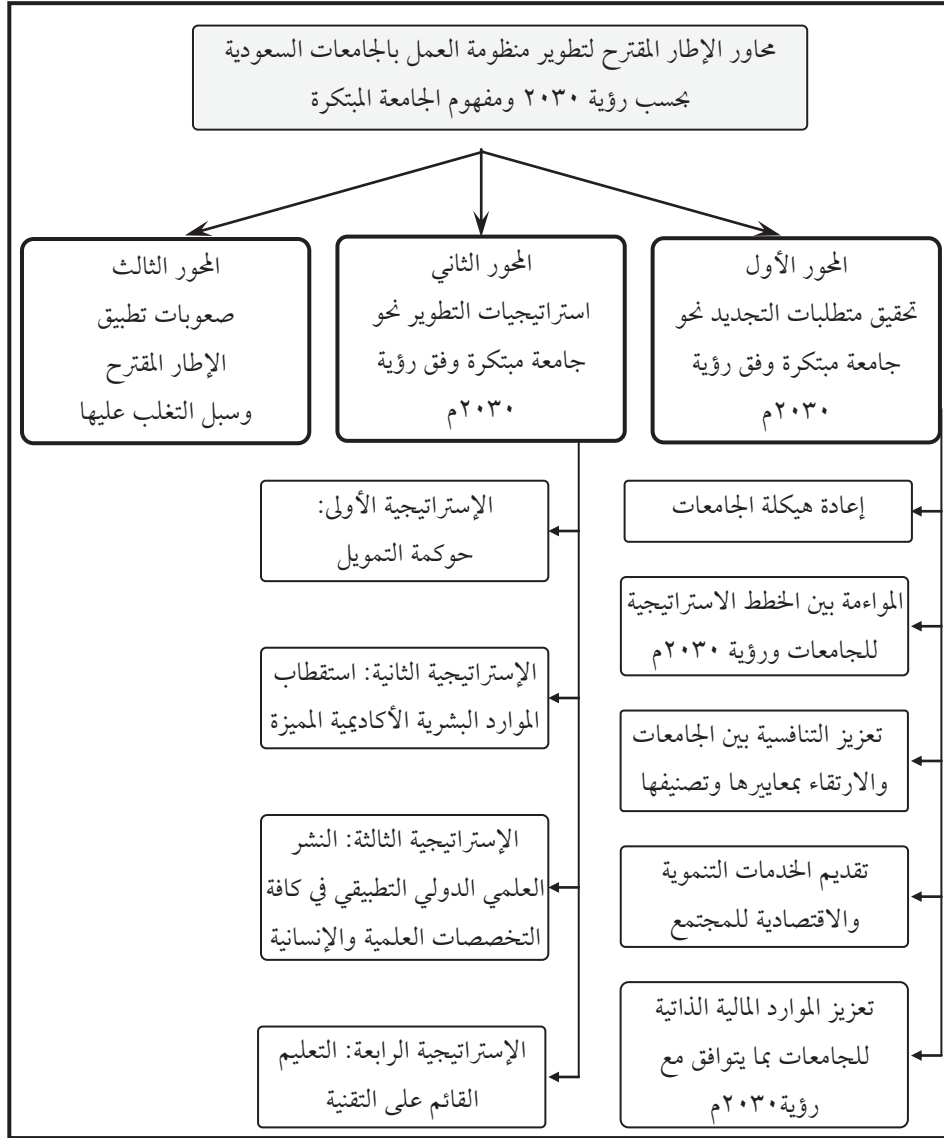 محاور الإطار المقترح لتطوير منظومة العمل بالجامعات السعودية
بحسب رؤية ٢٠٣٠ ومفهوم الجامعة المبتكرة
المحور الأول
تحقيق متطلبات التجديد نحو
جامعة مبتكرة وفق ر�ية
٢٠٣٠م
المحور الثاني
استراتيجيات التطوير نحو
جامعة مبتكرة وفق رؤية
٢٠٣٠م
المحور الثالث
صعوبات تطبيق
الإطار المقترح
وسبل التغلب عليها
إعادة هيكلة الجامعات
المواءمة بين الخطط الاستراتيجية
للجامعات ورؤية ٢٠٣٠م
تعزيز التنافسية بين الجامعات
والارتقاء بمعاييرها وتصنيفها
تقديم الخدمات التنموية
والاقتصادية للمجتمع
تعزيز الموارد المالية الذاتية
للجامعات بما يتوافق مع
رؤية٢٠٣٠م
الإستراتيجية الأولى:
حوكمة التمويل
الإستراتيجية الثانية: استقطاب
الموارد البشرية الأكاديمية المميزة
الإستراتيجية الثالثة: النشر
العلمي الدولي التطبيقي في كافة
التخصصات العلمية والإنسانية
الإستراتيجية الرابعة: التعليم
القائم على التقنية